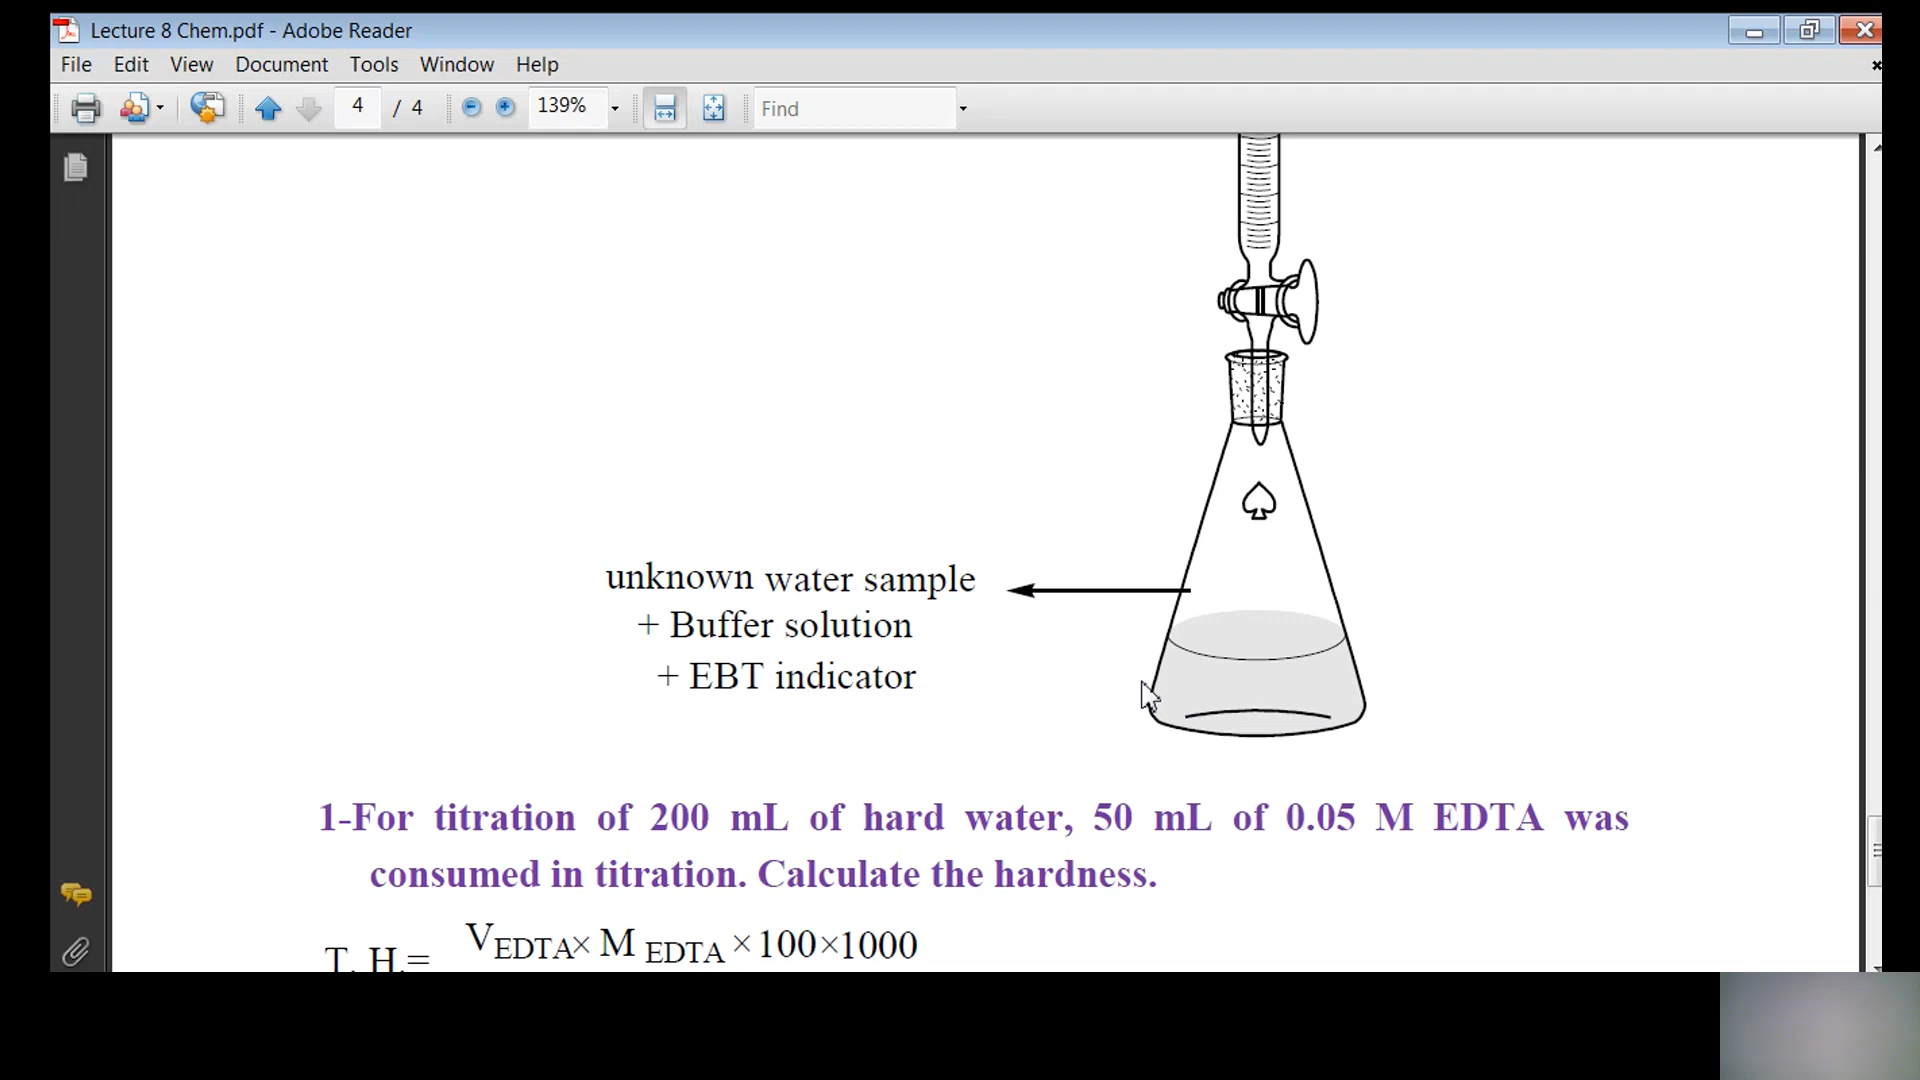 Lecture 8 Chem.pdf - Adobe Reader
File Edit View Document Tools Window Help
4 / 4 139% Find
unknown water sample
+ Buffer solution
+ EBT indicator
1-For titration of 200 mL of hard water, 50 mL of 0.05 M EDTA was
consumed in titration. Calculate the hardness.
T. H.= VEDTA× M EDTA ×100×1000